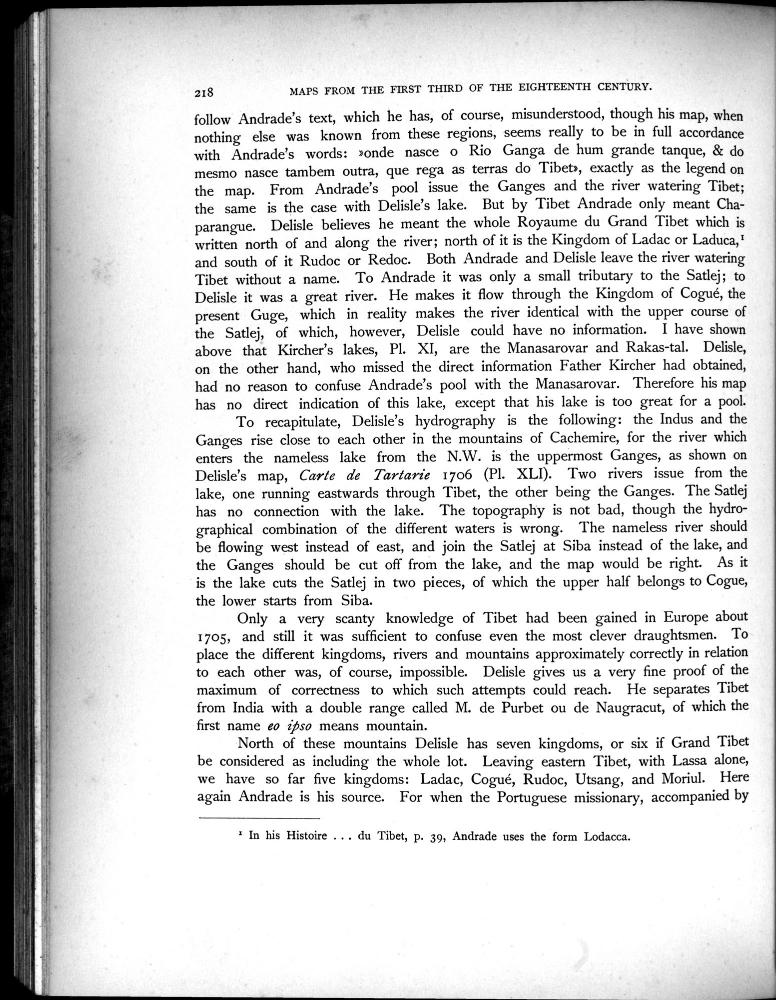 218 MAPS FROM THE FIRST THIRD OF THE EIGHTEENTH CENTURY.
follow Andrade's text, which he has, of course, misunderstood, though his map, when
nothing else was known from these regions, seems really to be in full accordance
with Andrade's words: »onde nasce o Rio Ganga de hum grande tanque, & do
mesmo nasce tambem outra, que rega as terras do Tibet», exactly as the legend on
the map. From Andrade's pool issue the Ganges and the river watering Tibet;
the same is the case with Delisle's lake. But by Tibet Andrade only meant Cha-
parangue. Delisle believes he meant the whole Royaume du Grand Tibet which is
written north of and along the river; north of it is the Kingdom of Ladac or Laduca,¹
and south of it Rudoc or Redoc. Both Andrade and Delisle leave the river watering
Tibet without a name. To Andrade it was only a small tributary to the Satlej; to
Delisle it was a great river. He makes it flow through the Kingdom of Cogué, the
present Guge, which in reality makes the river identical with the upper course of
the Satlej, of which, however, Delisle could have no information. I have shown
above that Kircher's lakes, Pl. XI, are the Manasarovar and Rakas-tal. Delisle,
on the other hand, who missed the direct information Father Kircher had obtained,
had no reason to confuse Andrade's pool with the Manasarovar. Therefore his map
has no direct indication of this lake, except that his lake is too great for a pool.
To recapitulate, Delisle's hydrography is the following: the Indus and the
Ganges rise close to each other in the mountains of Cachemire, for the river which
enters the nameless lake from the N.W. is the uppermost Ganges, as shown on
Delisle's map, Carte de Tartarie 1706 (Pl. XLI). Two rivers issue from the
lake, one running eastwards through Tibet, the other being the Ganges. The Satlej
has no connection with the lake. The topography is not bad, though the hydro-
graphical combination of the different waters is wrong. The nameless river should
be flowing west instead of east, and join the Satlej at Siba instead of the lake, and
the Ganges should be cut off from the lake, and the map would be right. As it
is the lake cuts the Satlej in two pieces, of which the upper half belongs to Cogue,
the lower starts from Siba.
Only a very scanty knowledge of Tibet had been gained in Europe about
1705, and still it was sufficient to confuse even the most clever draughtsmen. To
place the different kingdoms, rivers and mountains approximately correctly in relation
to each other was, of course, impossible. Delisle gives us a very fine proof of the
maximum of correctness to which such attempts could reach. He separates Tibet
from India with a double range called M. de Purbet ou de Naugracut, of which the
first name eo ipso means mountain.
North of these mountains Delisle has seven kingdoms, or six if Grand Tibet
be considered as including the whole lot. Leaving eastern Tibet, with Lassa alone,
we have so far five kingdoms: Ladac, Cogué, Rudoc, Utsang, and Moriul. Here
again Andrade is his source. For when the Portuguese missionary, accompanied by
¹ In his Histoire . . . du Tibet, p. 39, Andrade uses the form Lodacca.